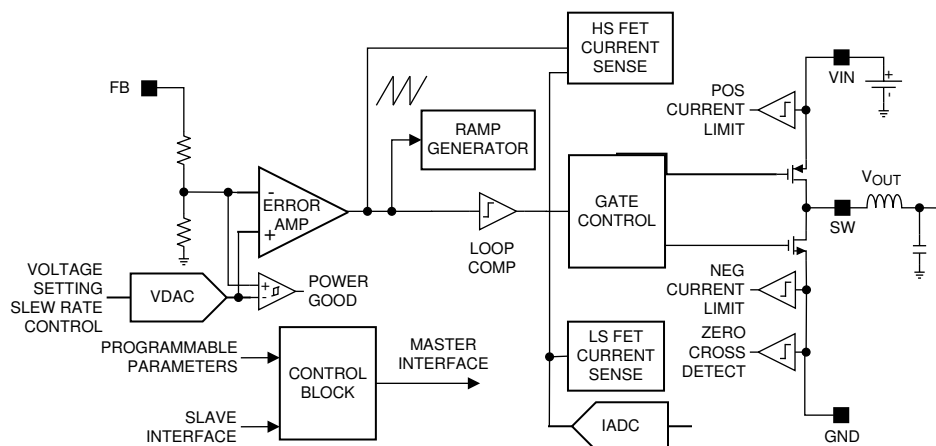 HS FET
CURRENT
SENSE
VIN
+
-
FB
POS
CURRENT
LIMIT
RAMP
GENERATOR
-
ERROR
AMP
+
GATE
CONTROL
VOUT
SW
LOOP
COMP
VOLTAGE
SETTING
SLEW RATE
CONTROL
VDAC
+
-
POWER
GOOD
NEG
CURRENT
LIMIT
PROGRAMMABLE
PARAMETERS
CONTROL
BLOCK
MASTER
INTERFACE
LS FET
CURRENT
SENSE
ZERO
CROSS
DETECT
SLAVE
INTERFACE
IADC
GND